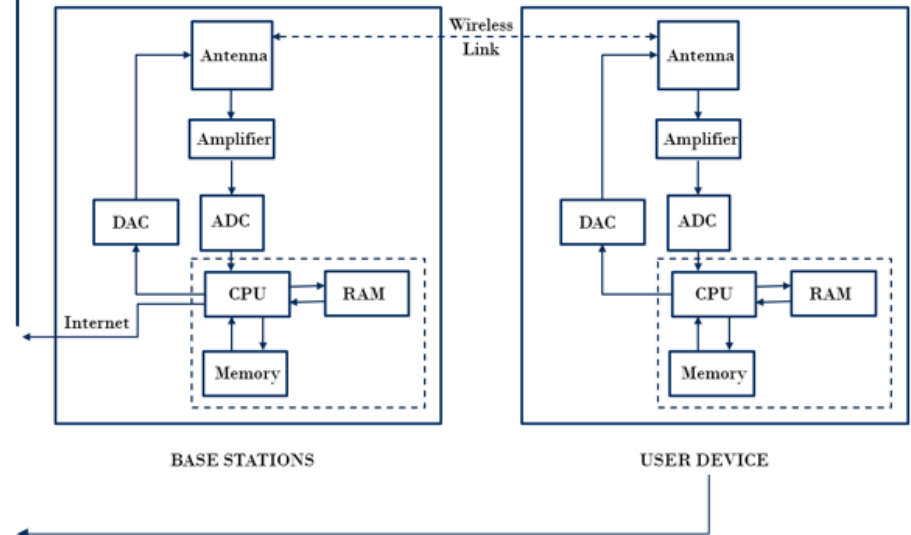 Wireless
Link
Antenna
Antenna
Amplifier
Amplifier
DAC
ADC
DAC
ADC
CPU
RAM
CPU
RAM
Internet
Memory
Memory
BASE STATIONS
USER DEVICE